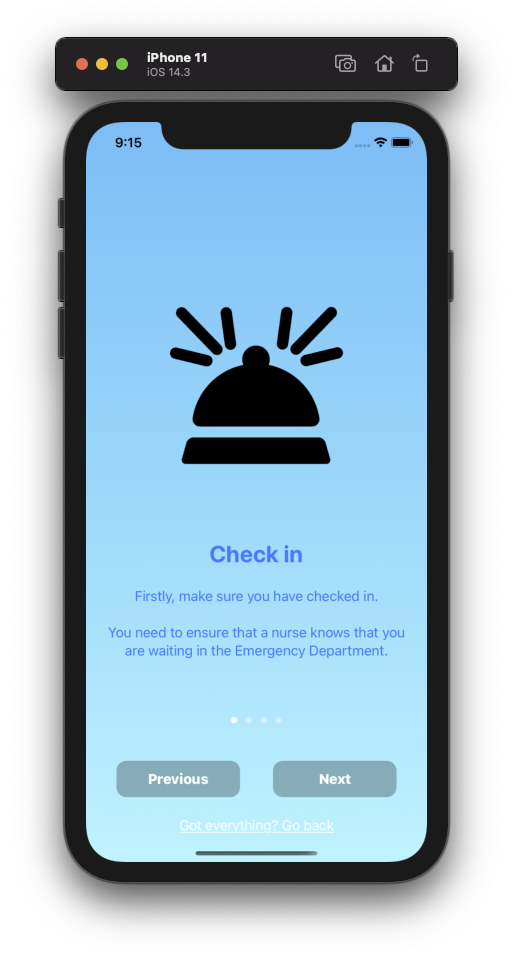 iPhone 11
iOS 14.3
9:15
Check in
Firstly, make sure you have checked in.
You need to ensure that a nurse knows that you
are waiting in the Emergency Department.
Previous
Next
Got everything? Go back